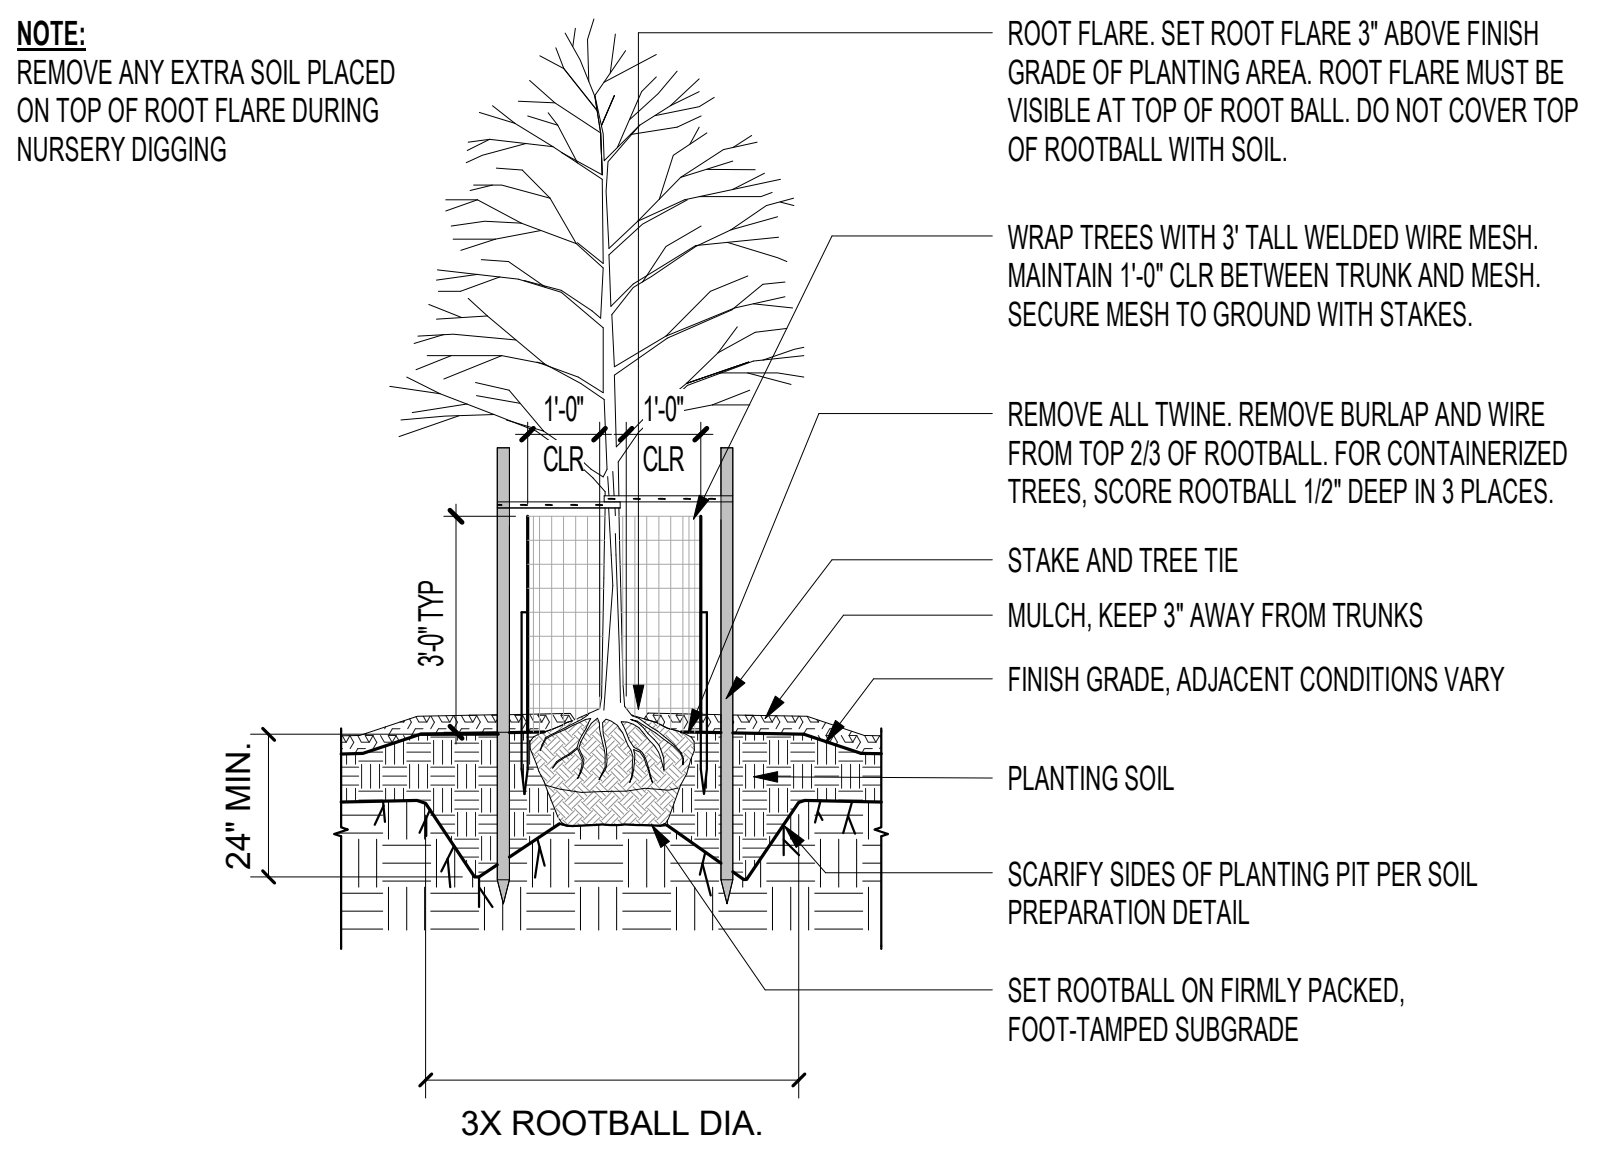 NOTE:
REMOVE ANY EXTRA SOIL PLACED
ON TOP OF ROOT FLARE DURING
NURSERY DIGGING
ROOT FLARE. SET ROOT FLARE 3" ABOVE FINISH
GRADE OF PLANTING AREA. ROOT FLARE MUST BE
VISIBLE AT TOP OF ROOT BALL. DO NOT COVER TOP
OF ROOTBALL WITH SOIL.
WRAP TREES WITH 3' TALL WELDED WIRE MESH.
MAINTAIN 1'-0" CLR BETWEEN TRUNK AND MESH.
SECURE MESH TO GROUND WITH STAKES.
REMOVE ALL TWINE. REMOVE BURLAP AND WIRE
FROM TOP 2/3 OF ROOTBALL. FOR CONTAINERIZED
TREES, SCORE ROOTBALL 1/2" DEEP IN 3 PLACES.
STAKE AND TREE TIE
MULCH, KEEP 3" AWAY FROM TRUNKS
FINISH GRADE, ADJACENT CONDITIONS VARY
PLANTING SOIL
SCARIFY SIDES OF PLANTING PIT PER SOIL
PREPARATION DETAIL
SET ROOTBALL ON FIRMLY PACKED,
FOOT-TAMPED SUBGRADE
1'-0"
CLR
1'-0"
CLR
3'-0" TYP
24" MIN.
3X ROOTBALL DIA.